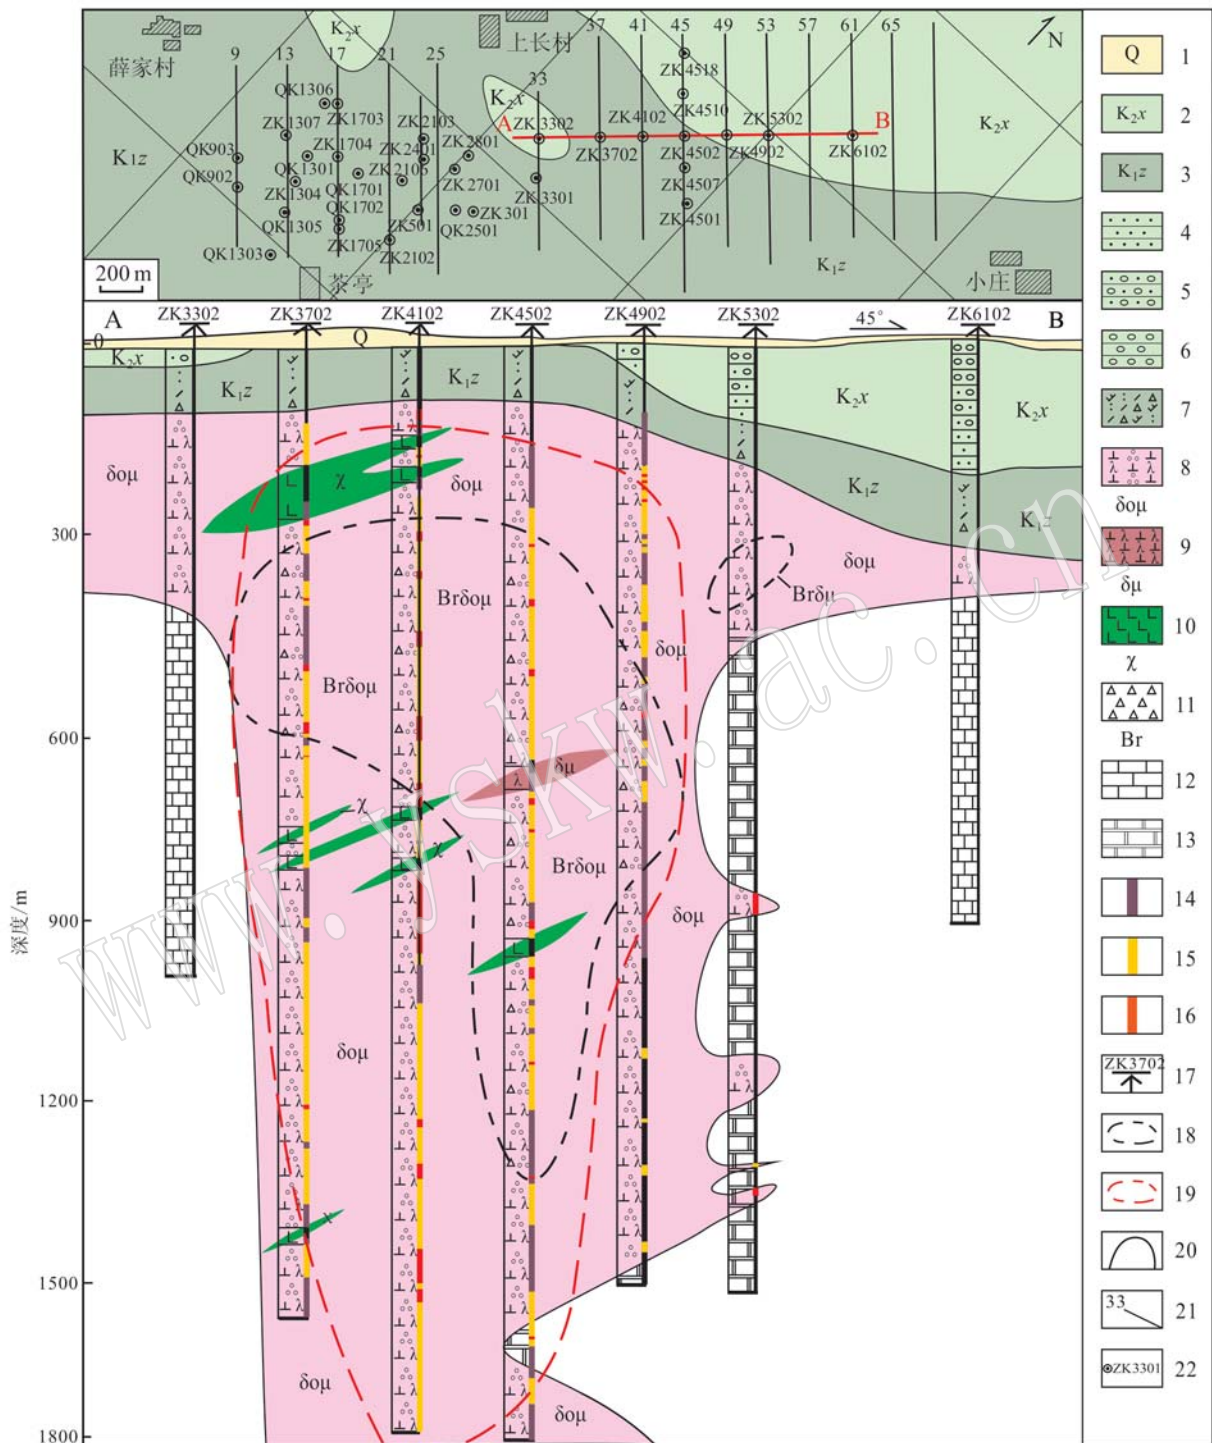 K₂x
薛家村
上长村
N
9 13 17 21 25 33 37 41 45 49 53 57 61 65
K₂x
K₂x
K₁z
K₁z
A B
QK1306
ZK1307
ZK1703
QK903
ZK1704
QK902
QK1301
ZK1304
QK1701
QK1702
QK1305
ZK1705
QK1303
ZK2103
ZK2401
ZK2105
ZK501
ZK2102
ZK2801
ZK2701
ZK301
QK2501
ZK3302
ZK3301
ZK3702
ZK4102
ZK4518
ZK4510
ZK4502
ZK4507
ZK4501
ZK4902
ZK5302
ZK6102
200 m
茶亭
小庄
A ZK3302 ZK3702 ZK4102 ZK4502 ZK4902 ZK5302 45° ZK6102 B
Q
K₂x K₁z K₁z K₂x K₂x
K₁z K₁z
δομ χ δομ δομ
Brδομ Brδομ Brδομ
δομ
δμ
χ
χ
Brδομ
δομ
δομ
χ
δομ
δομ
0
300
600
900
1200
1500
1800
深度/m
Q 1
K₂x 2
K₁z 3
4
5
6
7
8
δομ
9
δμ
10
χ
11
Br
12
13
14
15
16
ZK3702 17
18
19
20
33 21
ZK3301 22
www.yskw.ac.cn